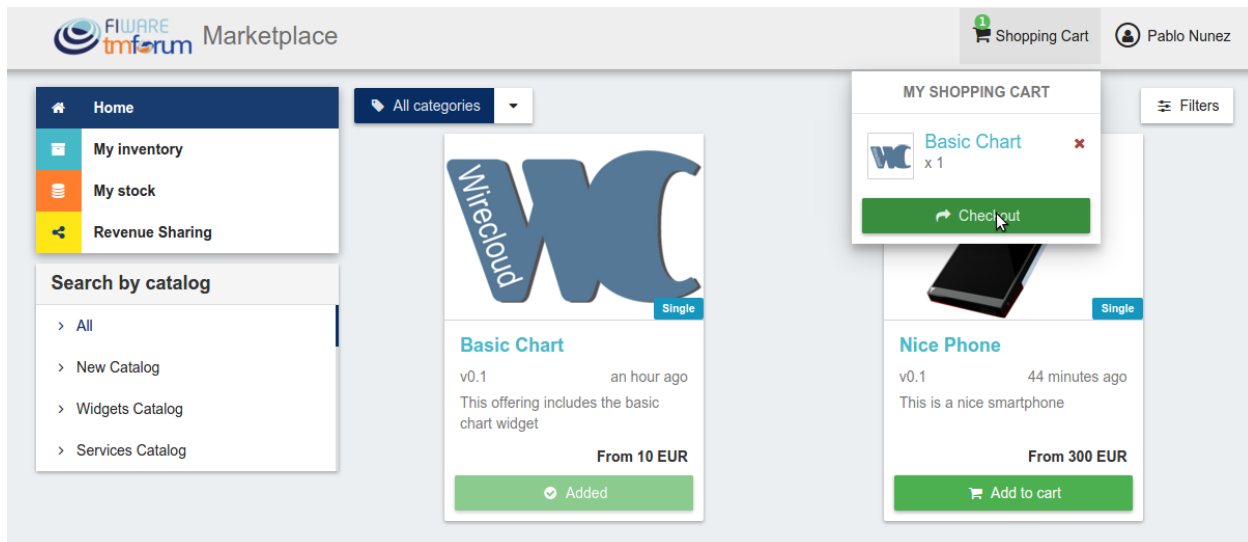 FIWARE
tmforum
Marketplace
1
Shopping Cart
Pablo Nunez
Home
My inventory
My stock
Revenue Sharing
Search by catalog
All
New Catalog
Widgets Catalog
Services Catalog
All categories
Filters
MY SHOPPING CART
WC
Basic Chart
x 1
Checkout
WC
Wirecloud
Single
Basic Chart
v0.1 an hour ago
This offering includes the basic
chart widget
From 10 EUR
Added
Single
Nice Phone
v0.1 44 minutes ago
This is a nice smartphone
From 300 EUR
Add to cart